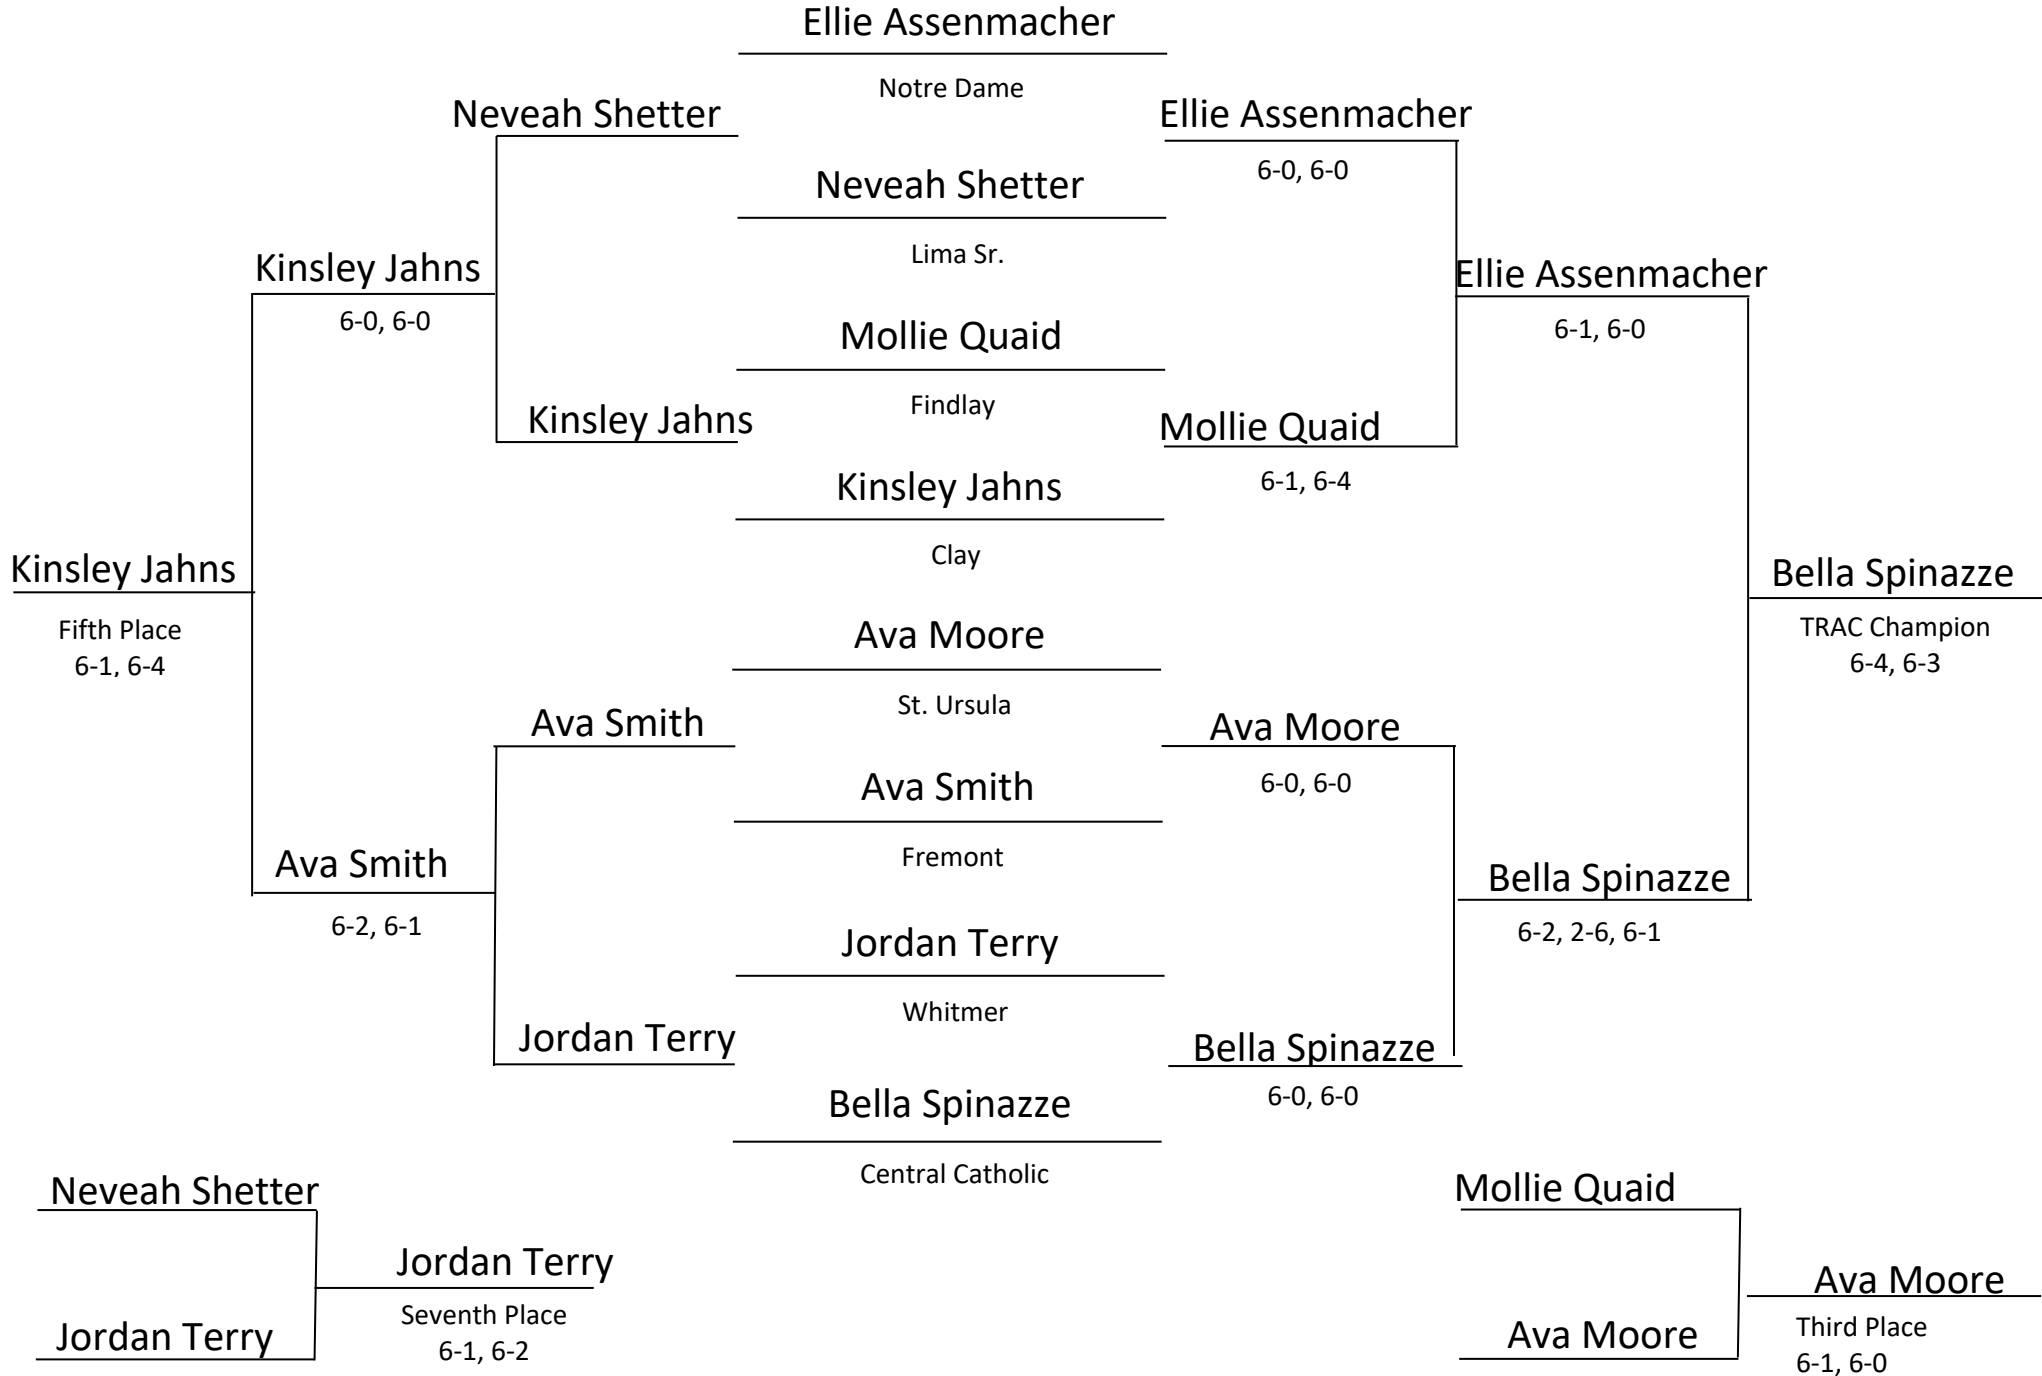 Ellie Assenmacher
Notre Dame
Neveah Shetter
Ellie Assenmacher
6-0, 6-0
Neveah Shetter
Lima Sr.
Kinsley Jahns
6-0, 6-0
Ellie Assenmacher
6-1, 6-0
Mollie Quaid
Findlay
Kinsley Jahns
Mollie Quaid
6-1, 6-4
Kinsley Jahns
Clay
Kinsley Jahns
Fifth Place
6-1, 6-4
Bella Spinazze
TRAC Champion
6-4, 6-3
Ava Moore
St. Ursula
Ava Smith
Ava Moore
6-0, 6-0
Ava Smith
Fremont
Ava Smith
6-2, 6-1
Bella Spinazze
6-2, 2-6, 6-1
Jordan Terry
Whitmer
Jordan Terry
Bella Spinazze
6-0, 6-0
Bella Spinazze
Central Catholic
Neveah Shetter
Jordan Terry
Jordan Terry
Seventh Place
6-1, 6-2
Mollie Quaid
Ava Moore
Ava Moore
Third Place
6-1, 6-0